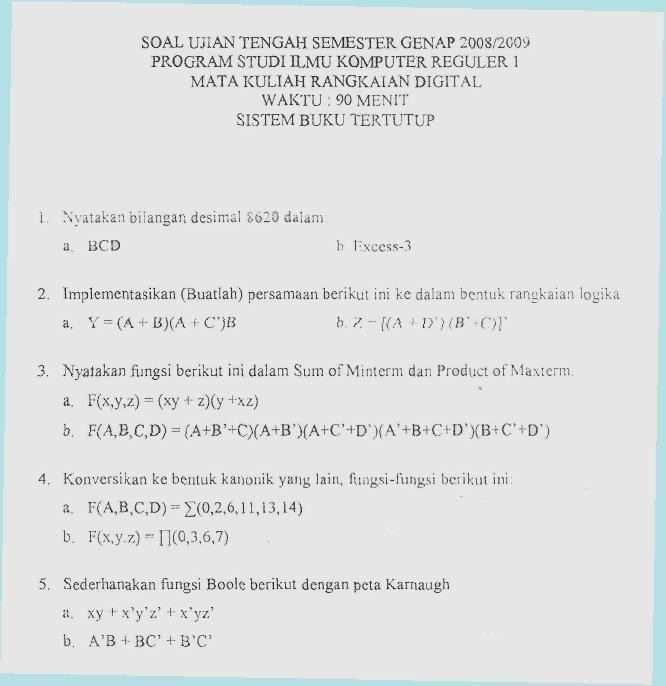 SOAL UJIAN TENGAH SEMESTER GENAP 2008/2009
PROGRAM STUDI ILMU KOMPUTER REGULER 1
MATA KULIAH RANGKAIAN DIGITAL
WAKTU : 90 MENIT
SISTEM BUKU TERTUTUP
1. Nyatakan bilangan desimal 8620 dalam:
a. BCD b. Excess-3
2. Implementasikan (Buatlah) persamaan berikut ini ke dalam bentuk rangkaian logika
a. Y = (A + B)(A + C')B b. Z = [(A + D')(B'+C)]'
3. Nyatakan fungsi berikut ini dalam Sum of Minterm dan Product of Maxterm.
a. F(x,y,z) = (xy + z)(y +xz)
b. F(A,B,C,D) = (A+B'+C)(A+B')(A+C'+D')(A'+B+C+D')(B+C'+D')
4. Konversikan ke bentuk kanonik yang lain, fungsi-fungsi berikut ini:
a. F(A,B,C,D) = ∑(0,2,6,11,13,14)
b. F(x,y.z) = ∏(0,3,6,7)
5. Sederhanakan fungsi Boole berikut dengan peta Karnaugh
a. xy + x'y'z' + x'yz'
b. A'B + BC' + B'C'